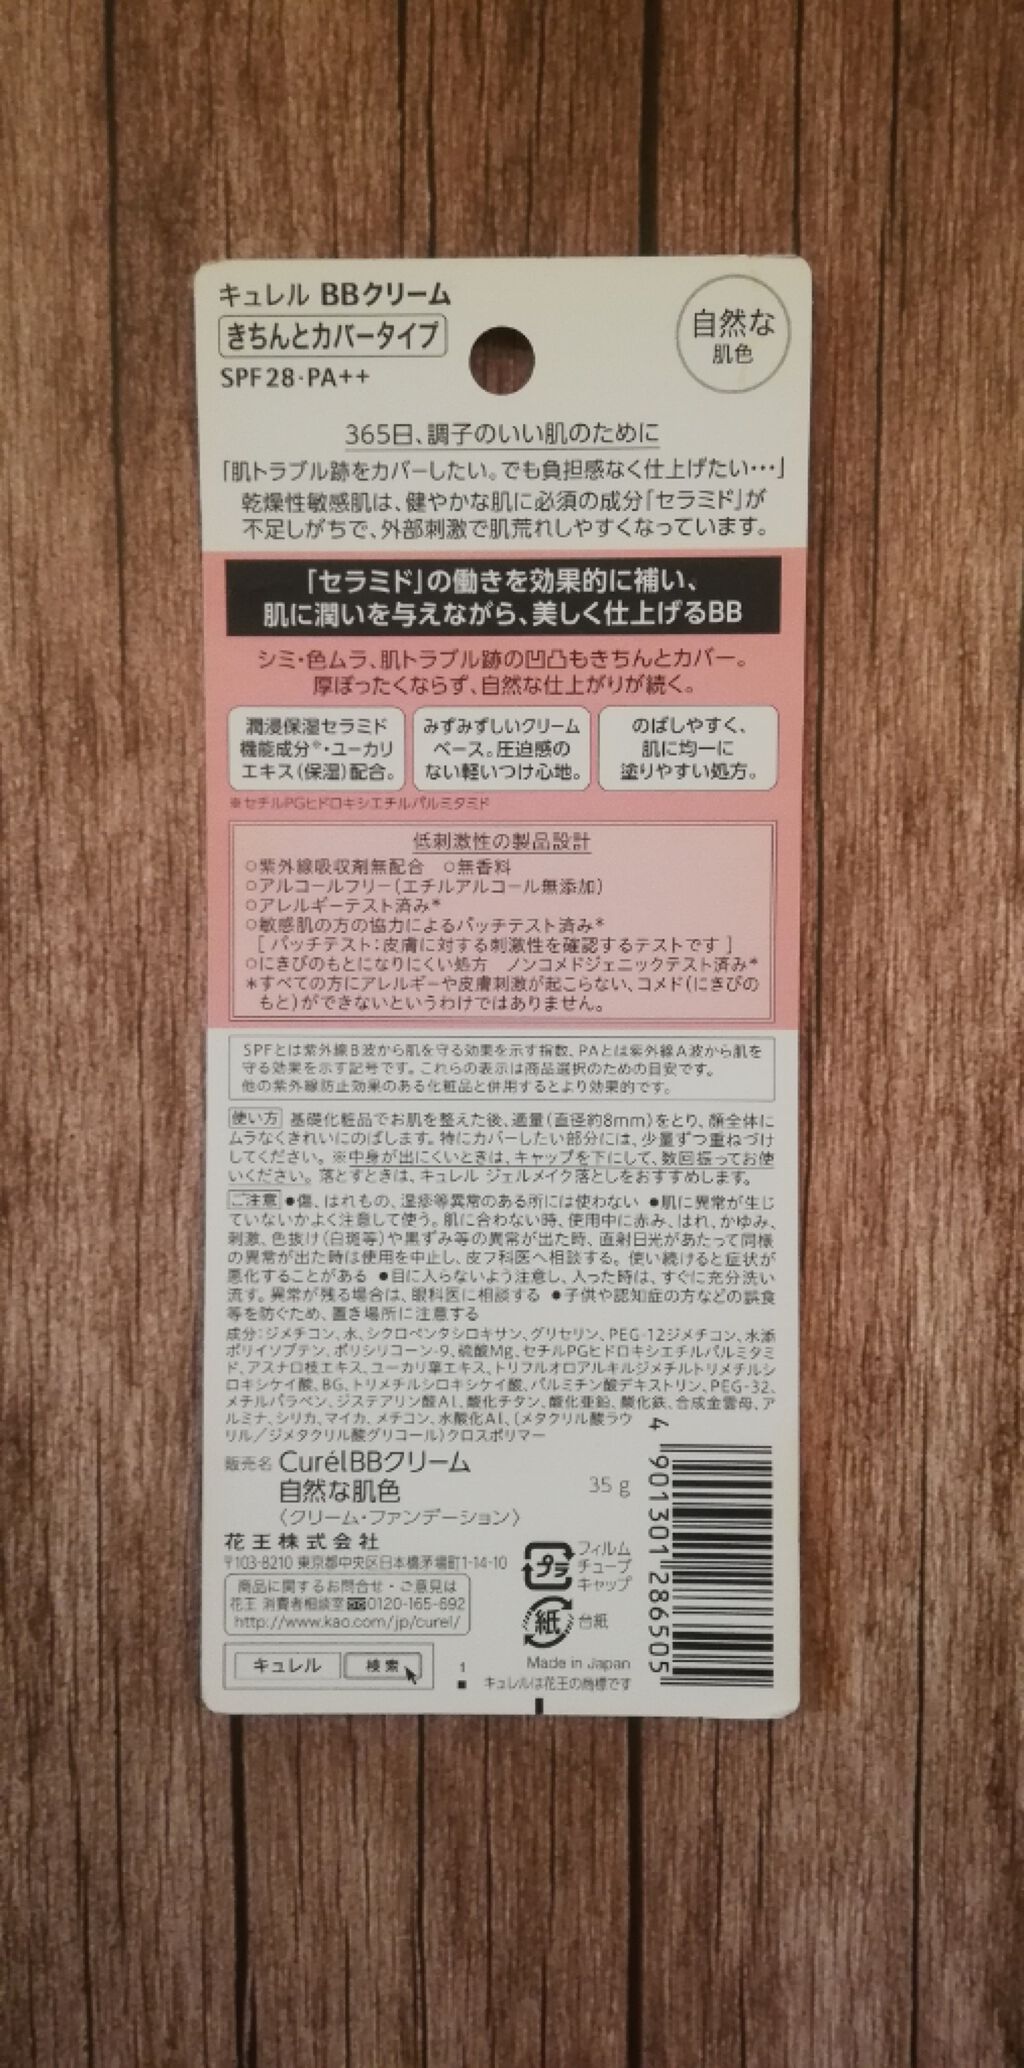 キュレル BBクリーム
きちんとカバータイプ
SPF28・PA++
自然な
肌色
365日、調子のいい肌のために
「肌トラブル跡をカバーしたい。でも負担感なく仕上げたい…」
乾燥性敏感肌は、健やかな肌に必須の成分「セラミド」が
不足しがちで、外部刺激で肌荒れしやすくなっています。
「セラミド」の働きを効果的に補い、
肌に潤いを与えながら、美しく仕上げるBB
シミ・色ムラ、肌トラブル跡の凹凸もきちんとカバー。
厚ぼったくならず、自然な仕上がりが続く。
潤浸保湿セラミド
機能成分※・ユーカリ
エキス(保湿)配合。
みずみずしいクリーム
ベース。圧迫感の
ない軽いつけ心地。
のばしやすく、
肌に均一に
塗りやすい処方。
※セチルPGヒドロキシエチルパルミタミド
低刺激性の製品設計
○紫外線吸収剤無配合 ○無香料
○アルコールフリー(エチルアルコール無添加)
○アレルギーテスト済み*
○敏感肌の方の協力によるパッチテスト済み*
[ パッチテスト:皮膚に対する刺激性を確認するテストです ]
○にきびのもとになりにくい処方 ノンコメドジェニックテスト済み*
*すべての方にアレルギーや皮膚刺激が起こらない、コメド(にきびの
もと)ができないというわけではありません。
SPFとは紫外線B波から肌を守る効果を示す指数、PAとは紫外線A波から肌を
守る効果を示す記号です。これらの表示は商品選択のための目安です。
他の紫外線防止効果のある化粧品と併用するとより効果的です。
使い方 基礎化粧品でお肌を整えた後、適量(直径約8mm)をとり、顔全体に
ムラなくきれいにのばします。特にカバーしたい部分には、少量ずつ重ねづけ
してください。※中身が出にくいときは、キャップを下にして、数回振ってお使
いください。落とすときは、キュレル ジェルメイク落としをおすすめします。
ご注意 ●傷、はれもの、湿疹等異常のある所には使わない ●肌に異常が生じ
ていないかよく注意して使う。肌に合わない時、使用中に赤み、はれ、かゆみ、
刺激、色抜け(白斑等)や黒ずみ等の異常が出た時、直射日光があたって同様
の異常が出た時は使用を中止し、皮フ科医へ相談する。使い続けると症状が
悪化することがある ●目に入らないよう注意し、入った時は、すぐに充分洗い
流す。異常が残る場合は、眼科医に相談する ●子供や認知症の方などの誤食
等を防ぐため、置き場所に注意する
成分:ジメチコン、水、シクロペンタシロキサン、グリセリン、PEG-12ジメチコン、水添
ポリイソブテン、ポリシリコーン-9、硫酸Mg、セチルPGヒドロキシエチルパルミタミ
ド、アスナロ枝エキス、ユーカリ葉エキス、トリフルオロアルキルジメチルトリメチルシ
ロキシケイ酸、BG、トリメチルシロキシケイ酸、パルミチン酸デキストリン、PEG-32、
メチルパラベン、ジステアリン酸Al、酸化チタン、酸化亜鉛、酸化鉄、合成金雲母、ア
ルミナ、シリカ、マイカ、メチコン、水酸化Al、(メタクリル酸ラウ
リル/ジメタクリル酸グリコール)クロスポリマー
販売名 CurélBBクリーム
自然な肌色
35g
〈クリーム・ファンデーション〉
花王株式会社
〒103-8210 東京都中央区日本橋茅場町1-14-10
商品に関するお問合せ・ご意見は
花王 消費者相談室 0120-165-692
http://www.kao.com/jp/curel/
キュレル 検索
プラ
フィルム
チューブ
キャップ
紙
台紙
1
Made in Japan
キュレルは花王の商標です
4 901301 286505